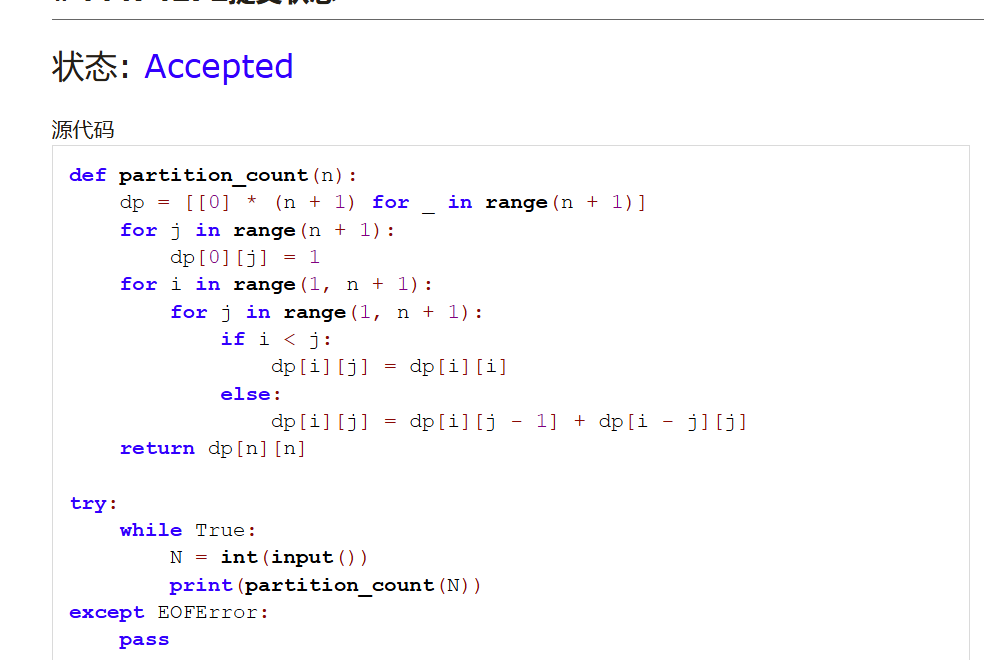 状态: Accepted
源代码
def partition_count(n):
    dp = [[0] * (n + 1) for _ in range(n + 1)]
    for j in range(n + 1):
        dp[0][j] = 1
    for i in range(1, n + 1):
        for j in range(1, n + 1):
            if i < j:
                dp[i][j] = dp[i][i]
            else:
                dp[i][j] = dp[i][j - 1] + dp[i - j][j]
    return dp[n][n]

try:
    while True:
        N = int(input())
        print(partition_count(N))
except EOFError:
    pass